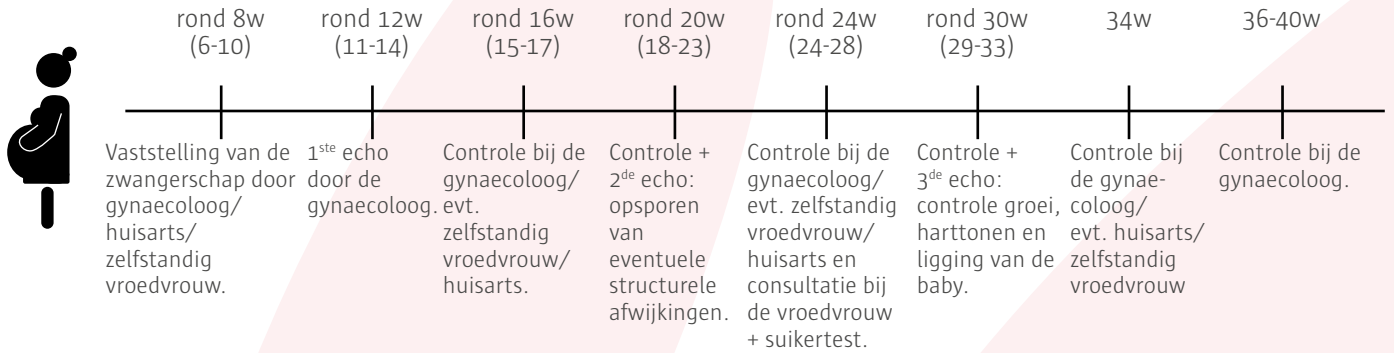 rond 8w
(6-10)
rond 12w
(11-14)
rond 16w
(15-17)
rond 20w
(18-23)
rond 24w
(24-28)
rond 30w
(29-33)
34w
36-40w
Vaststelling van de
zwangerschap door
gynaecoloog/
huisarts/
zelfstandig
vroedvrouw.
1ste echo
door de
gynaecoloog.
Controle bij de
gynaecoloog/
evt.
zelfstandig
vroedvrouw/
huisarts.
Controle +
2de echo:
opsporen
van
eventuele
structurele
afwijkingen.
Controle bij de
gynaecoloog/
evt. zelfstandig
vroedvrouw/
huisarts en
consultatie bij
de vroedvrouw
+ suikertest.
Controle +
3de echo:
controle groei,
harttonen en
ligging van de
baby.
Controle bij
de gynae-
coloog/
evt. huisarts/
zelfstandig
vroedvrouw
Controle bij de
gynaecoloog.